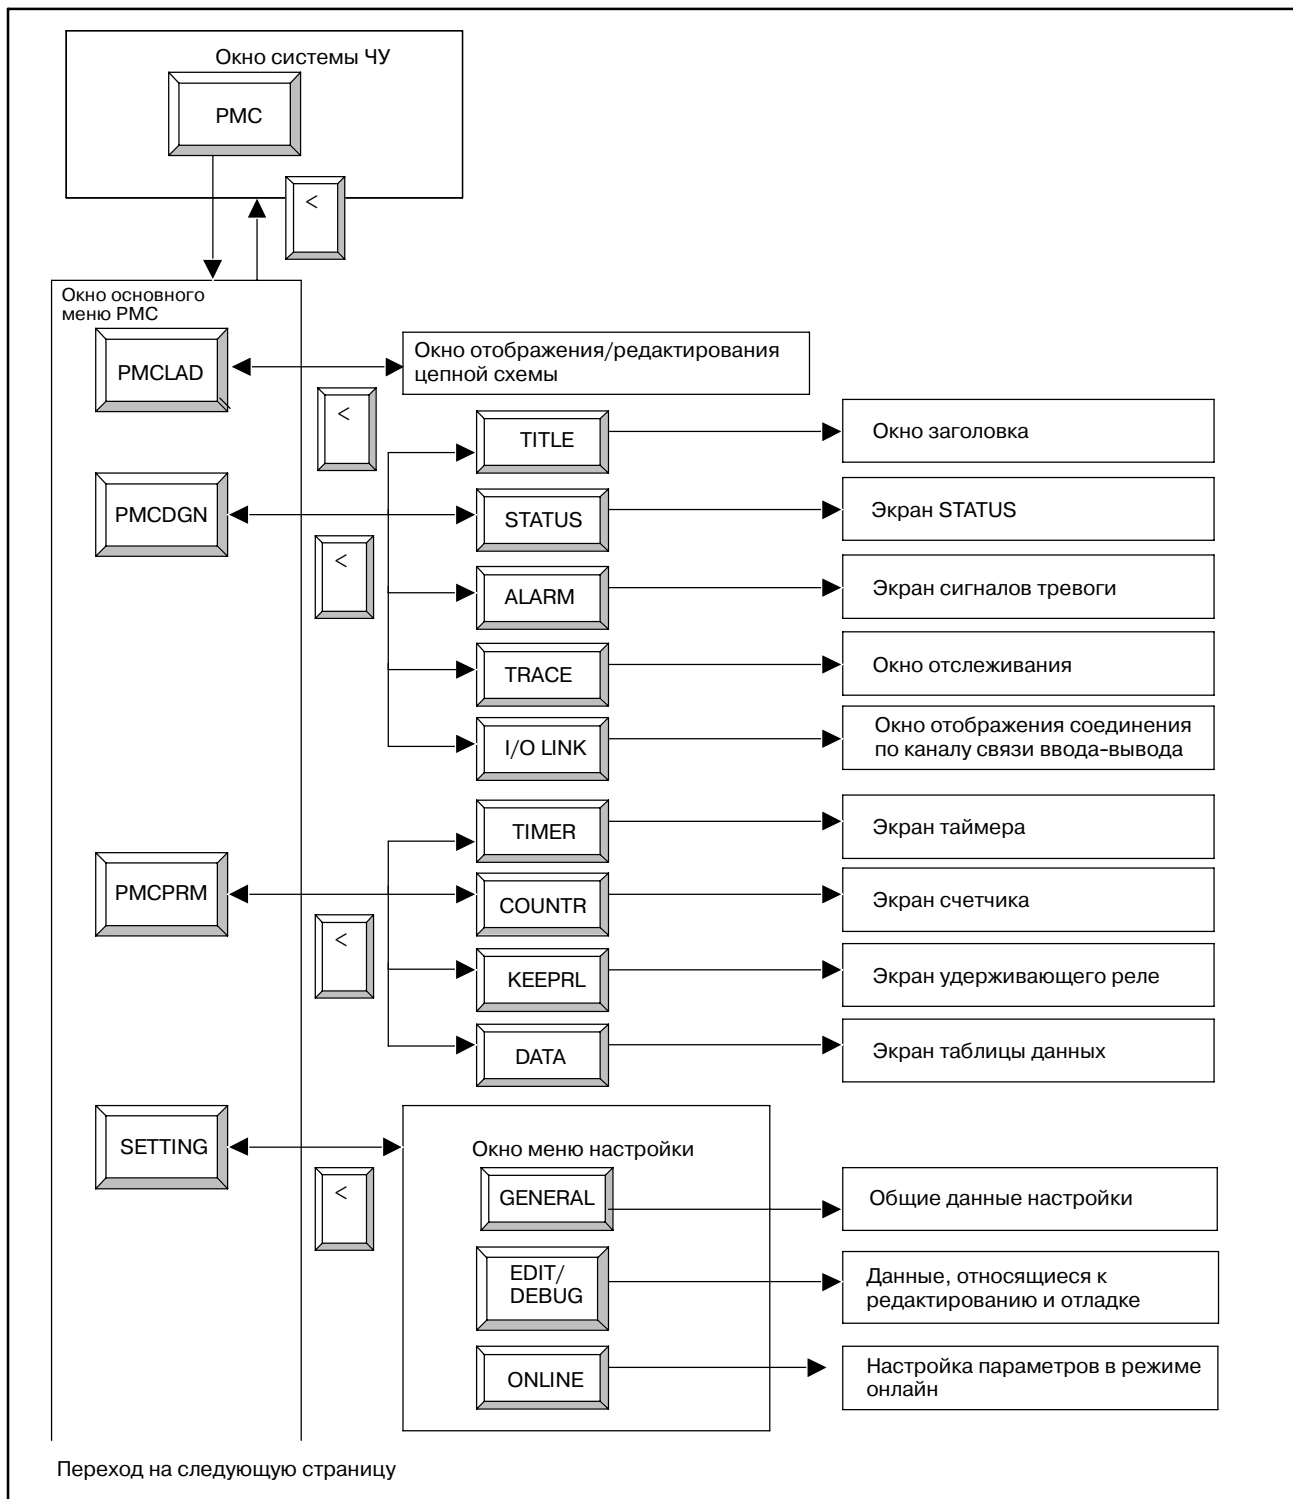 Окно системы ЧУ
PMC
<
Окно основного
меню PMC
PMCLAD
Окно отображения/редактирования
цепной схемы
<
TITLE
Окно заголовка
PMCDGN
STATUS
Экран STATUS
<
ALARM
Экран сигналов тревоги
TRACE
Окно отслеживания
I/O LINK
Окно отображения соединения
по каналу связи ввода-вывода
TIMER
Экран таймера
PMCPRM
COUNTR
Экран счетчика
<
KEEPRL
Экран удерживающего реле
DATA
Экран таблицы данных
SETTING
Окно меню настройки
<
GENERAL
Общие данные настройки
EDIT/
DEBUG
Данные, относящиеся к
редактированию и отладке
ONLINE
Настройка параметров в режиме
онлайн
Переход на следующую страницу